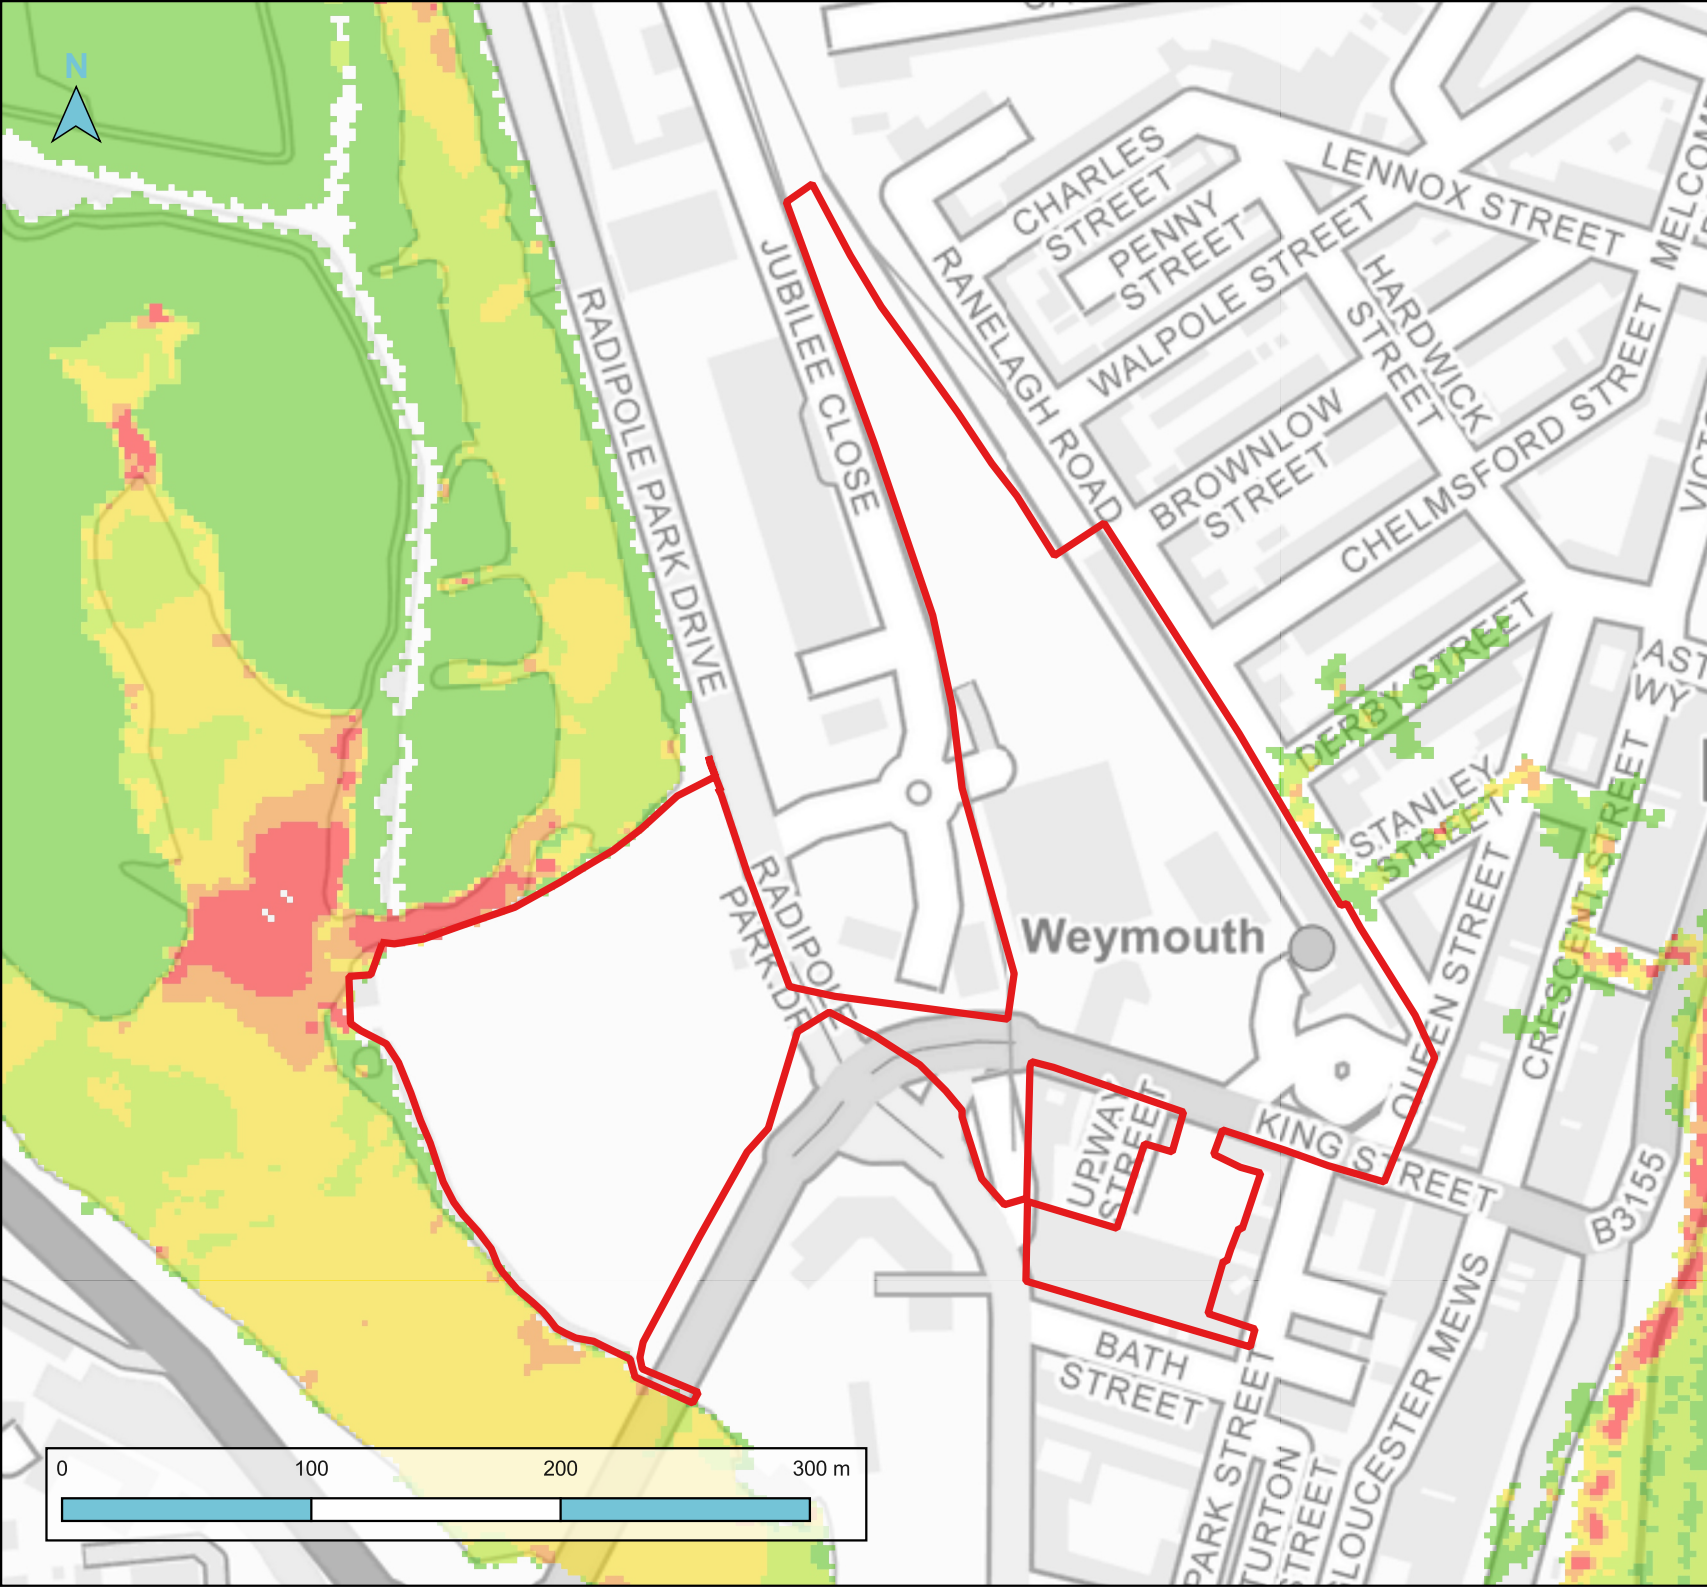 N
CHARLES
STREET
PENNY
STREET
LENNOX STREET
WALPOLE STREET
HARDWICK
STREET
RANELAGH ROAD
JUBILEE CLOSE
RADIPOLE PARK DRIVE
BROWNLOW
STREET
CHELMSFORD STREET
DERBY STREET
STANLEY
STREET
WY
RADIPOLE
PARK DR
Weymouth
QUEEN STREET
CRESCENT STREET
UPWAY
STREET
KING STREET
B3155
BATH
STREET
PARK STREET
TURTON
STREET
GLOUCESTER MEWS
0 100 200 300 m